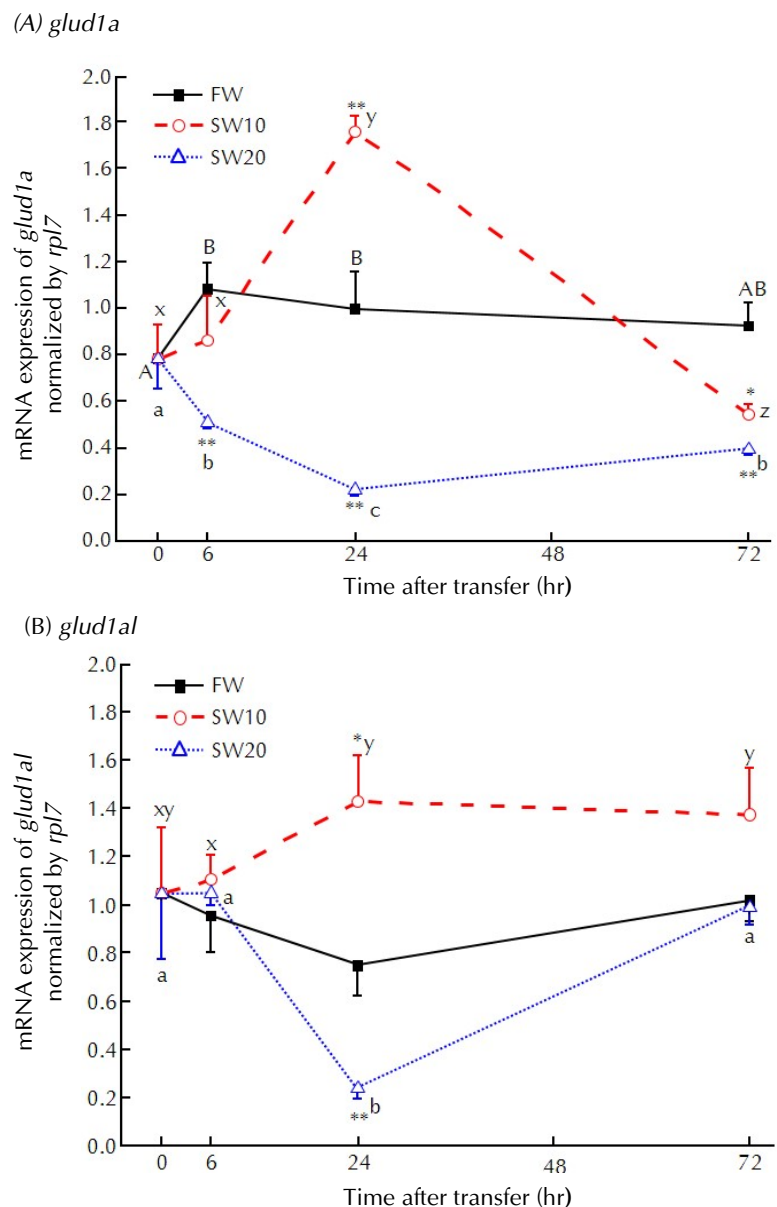 (A) glud1a
mRNA expression of glud1a
normalized by rpl7
2.0
1.8
1.6
1.4
1.2
1.0
0.8
0.6
0.4
0.2
0.0
FW
SW10
SW20
x
A
a
B
x
**
b
**
y
B
**
c
AB
*
z
b
**
0
6
24
48
72
Time after transfer (hr)
(B) glud1al
mRNA expression of glud1al
normalized by rpl7
2.0
1.8
1.6
1.4
1.2
1.0
0.8
0.6
0.4
0.2
0.0
FW
SW10
SW20
xy
a
x
a
*y
**
b
y
a
0
6
24
48
72
Time after transfer (hr)